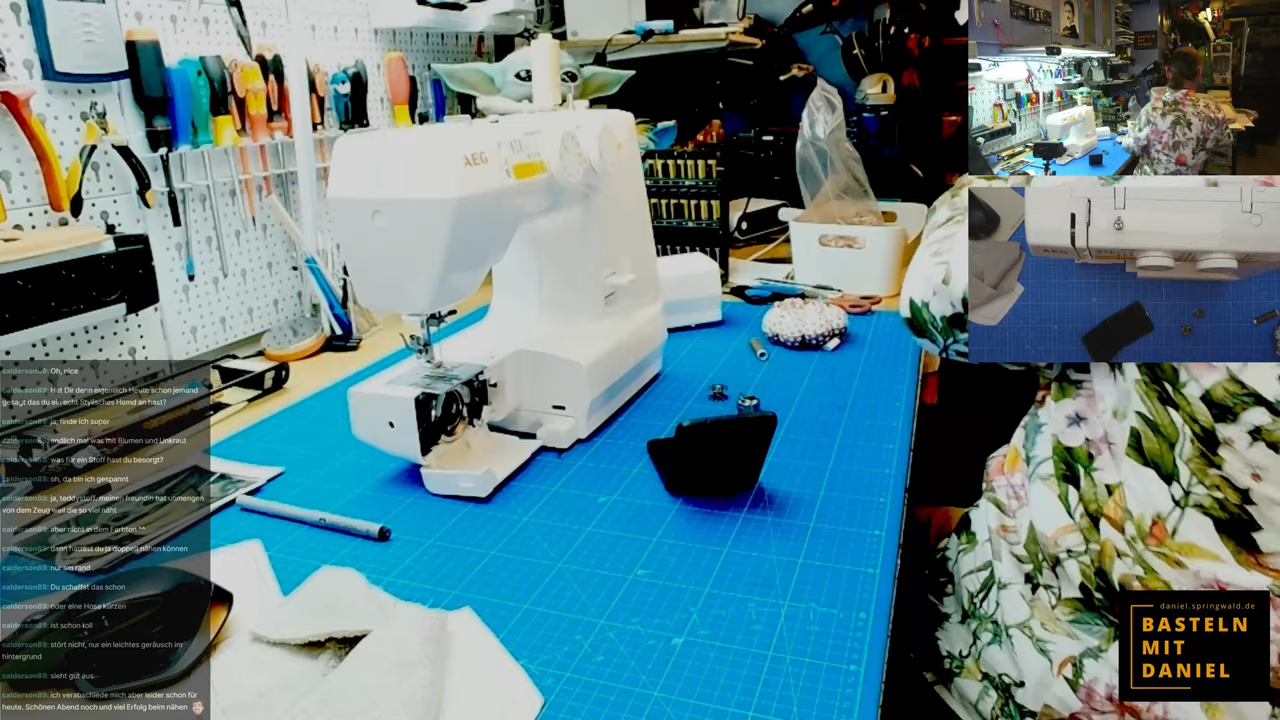 AEG
calderson89: Oh, nice
calderson89: Hat Dir denn eigentlich Heute schon jemand
gesagt das du ein echt Stylisches Hemd an hast?
calderson89: ja, finde ich super
calderson89: endlich mal was mit Blumen und Unkraut
calderson89: was für ein Stoff hast du besorgt?
calderson89: oh, da bin ich gespannt
calderson89: ja, teddystoff. meinen freundin hat unmengen
von dem Zeug weil die so viel näht
calderson89: aber nicht in dem Farbton ^^
calderson89: dann hättest du ja doppelt nähen können
calderson89: nur am rand
calderson89: Du schaffst das schon
calderson89: oder eine Hose kürzen
calderson89: ist schon toll
calderson89: stört nicht, nur ein leichtes geräusch im
hintergrund
calderson89: sieht gut aus
calderson89: Ich verabschiede mich aber leider schon für
heute. Schönen Abend noch und viel Erfolg beim nähen
AEG
daniel.springwald.de
BASTELN
MIT
DANIEL